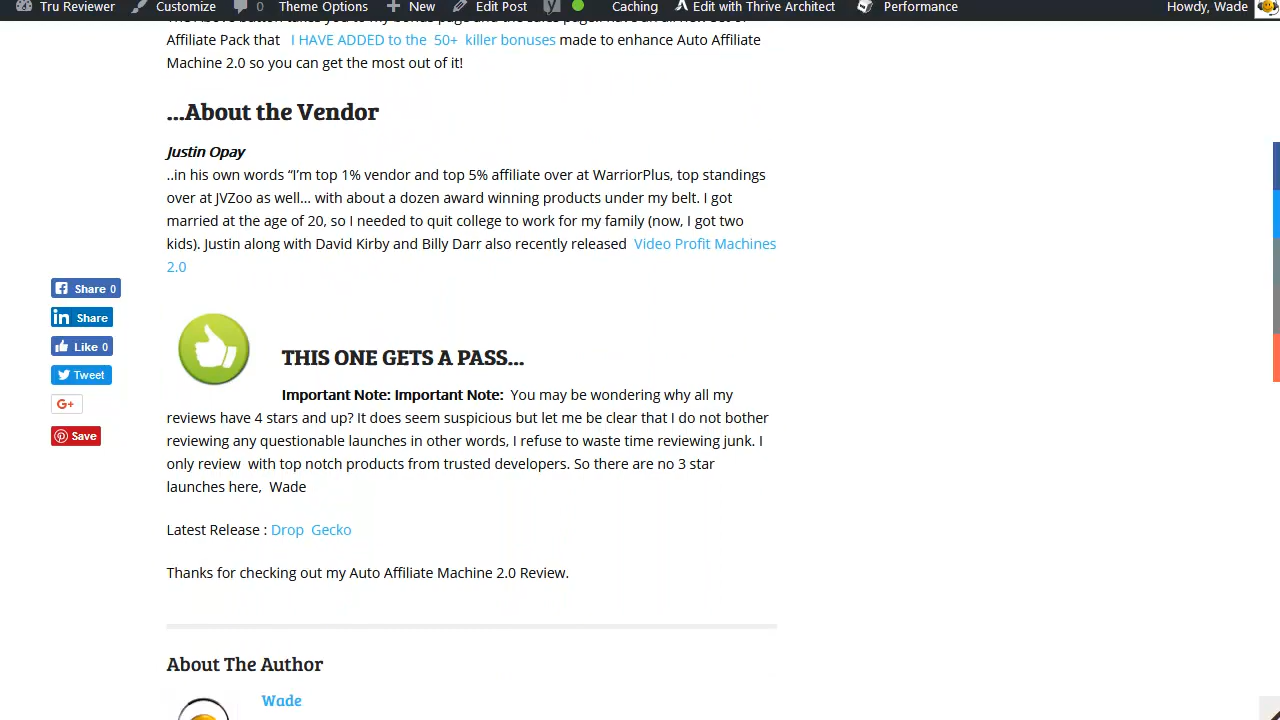 Tru Reviewer Customize 0 Theme Options New Edit Post Caching Edit with Thrive Architect Performance Howdy, Wade
Affiliate Pack that I HAVE ADDED to the 50+ killer bonuses made to enhance Auto Affiliate
Machine 2.0 so you can get the most out of it!
...About the Vendor
Justin Opay
..in his own words “I’m top 1% vendor and top 5% affiliate over at WarriorPlus, top standings
over at JVZoo as well… with about a dozen award winning products under my belt. I got
married at the age of 20, so I needed to quit college to work for my family (now, I got two
kids). Justin along with David Kirby and Billy Darr also recently released Video Profit Machines
2.0
Share 0
Share
Like 0
Tweet
G+
Save
THIS ONE GETS A PASS...
Important Note: Important Note: You may be wondering why all my
reviews have 4 stars and up? It does seem suspicious but let me be clear that I do not bother
reviewing any questionable launches in other words, I refuse to waste time reviewing junk. I
only review with top notch products from trusted developers. So there are no 3 star
launches here, Wade
Latest Release : Drop Gecko
Thanks for checking out my Auto Affiliate Machine 2.0 Review.
About The Author
Wade